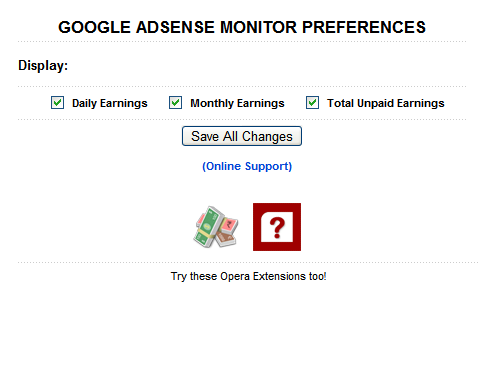 GOOGLE ADSENSE MONITOR PREFERENCES
Display:
Daily Earnings Monthly Earnings Total Unpaid Earnings
Save All Changes
(Online Support)
?
Try these Opera Extensions too!